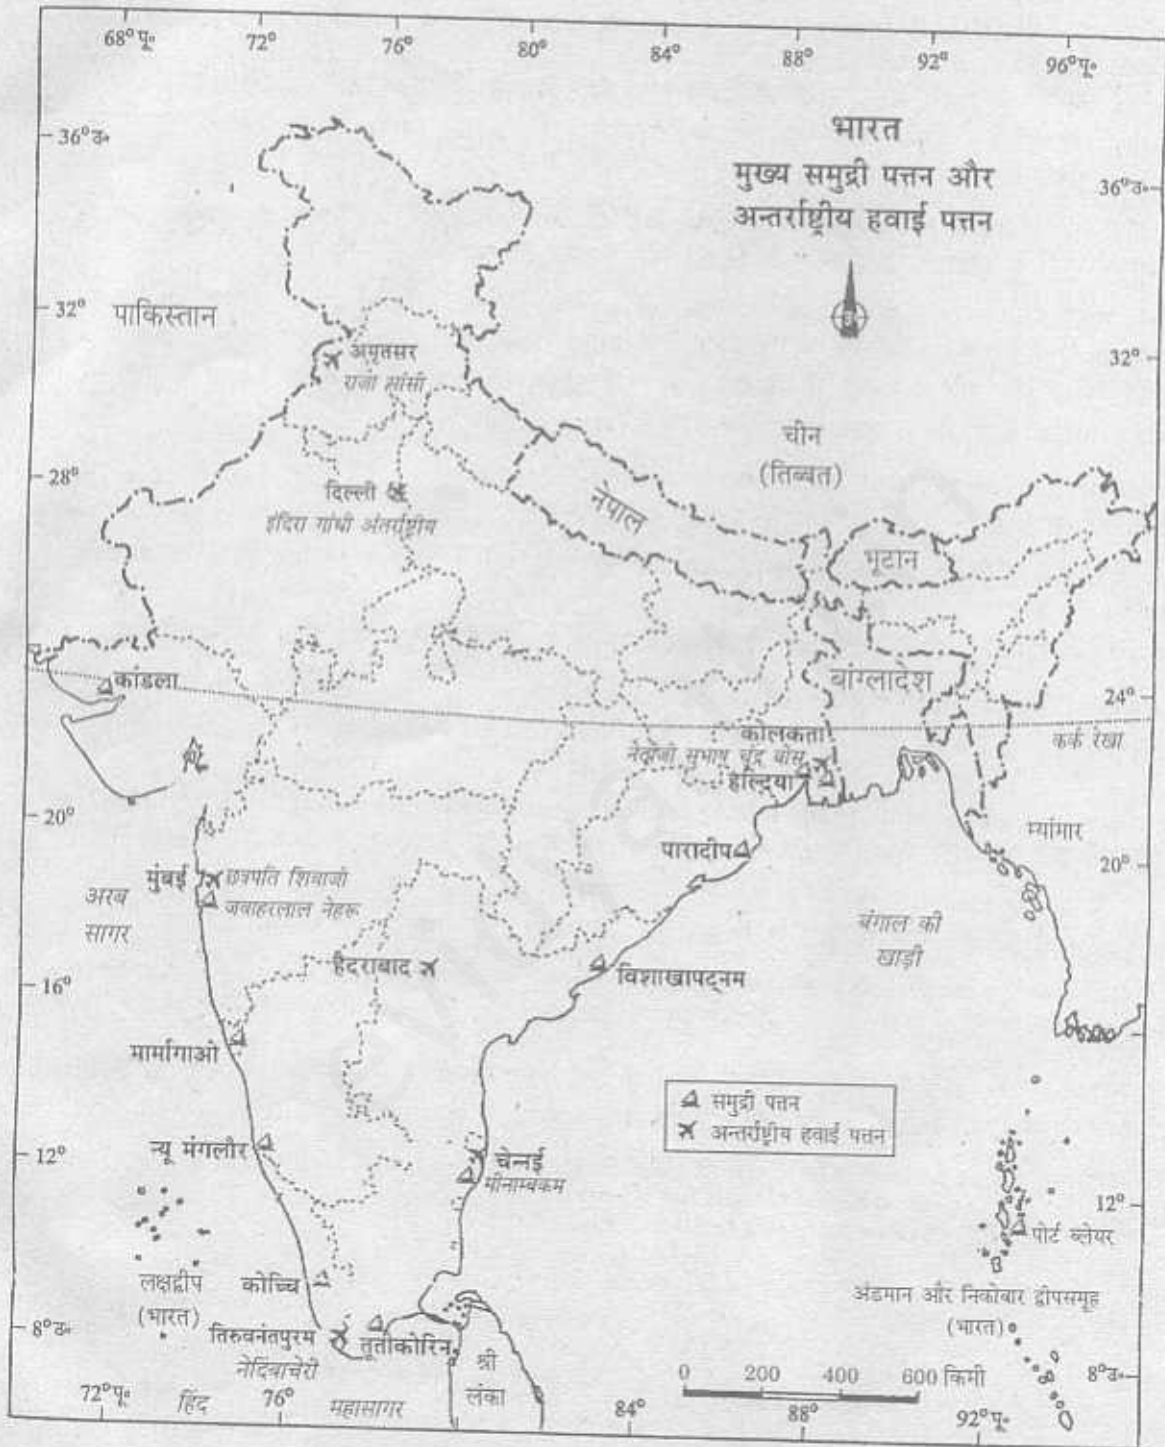 68°पू॰ 72° 76° 80° 84° 88° 92° 96°पू॰
भारत
मुख्य समुद्री पत्तन और
अन्तर्राष्ट्रीय हवाई पत्तन
36°उ॰
36°उ॰
32°
पाकिस्तान
32°
अमृतसर
राजा सांसी
चीन
(तिब्बत)
28°
दिल्ली
इंदिरा गांधी अंतर्राष्ट्रीय
नेपाल
भूटान
कांडला
बांग्लादेश
24°
कर्क रेखा
कोलकता
नेताजी सुभाष चंद्र बोस
हल्दिया
20°
म्यांमार
पारादीप
20°
मुंबई
छत्रपति शिवाजी
जवाहरलाल नेहरू
अरब
सागर
बंगाल की
खाड़ी
हैदराबाद
विशाखापट्नम
16°
मार्मागाओ
समुद्री पत्तन
अन्तर्राष्ट्रीय हवाई पत्तन
12°
न्यू मंगलौर
चेन्नई
मीनाम्बकम
12°
पोर्ट ब्लेयर
लक्षद्वीप
(भारत)
कोच्चि
अंडमान और निकोबार द्वीपसमूह
(भारत)
8°उ॰
तिरुवनंतपुरम
नेदिबाचेरी
तूतीकोरिन
श्री
लंका
0 200 400 600 किमी
8°उ॰
72°पू॰
हिंद
76°
महासागर
84°
88°
92°पू॰